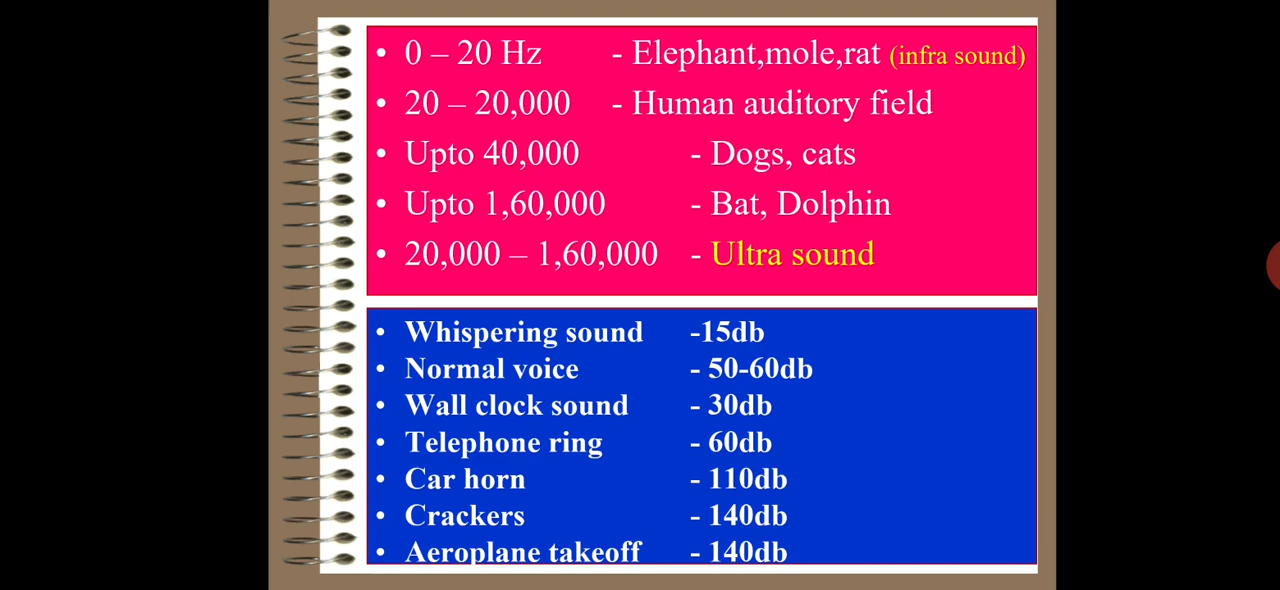 • 0 – 20 Hz - Elephant,mole,rat (infra sound)
• 20 – 20,000 - Human auditory field
• Upto 40,000 - Dogs, cats
• Upto 1,60,000 - Bat, Dolphin
• 20,000 – 1,60,000 - Ultra sound
• Whispering sound -15db
• Normal voice - 50-60db
• Wall clock sound - 30db
• Telephone ring - 60db
• Car horn - 110db
• Crackers - 140db
• Aeroplane takeoff - 140db